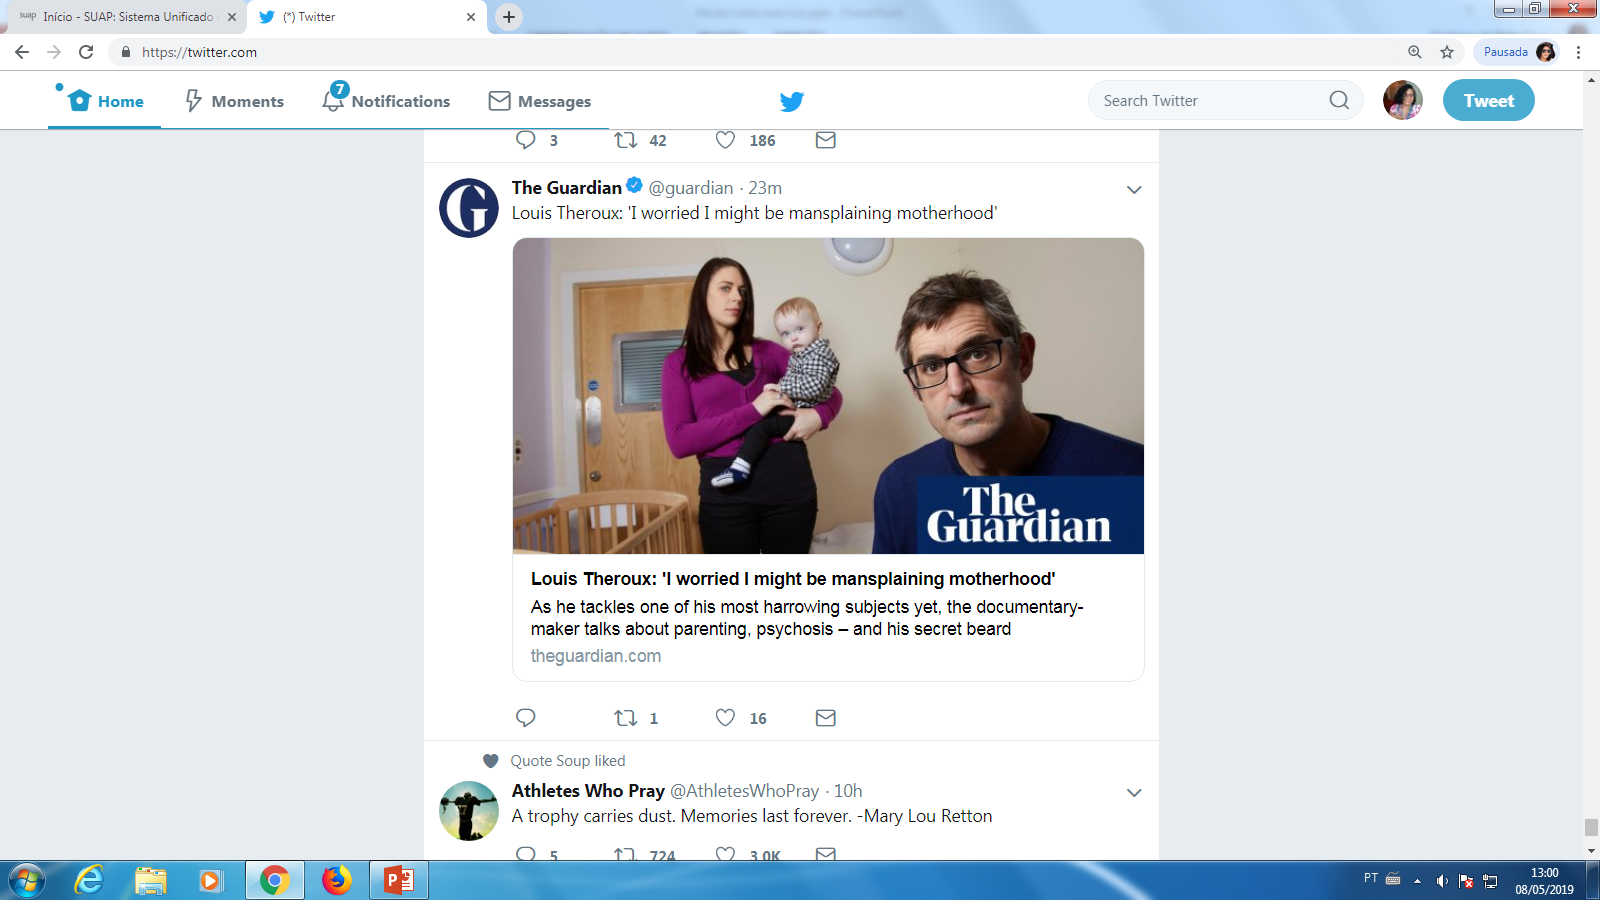 suap Início - SUAP: Sistema Unificado
(*) Twitter
https://twitter.com
Pausada
Home
Moments
7
Notifications
Messages
Search Twitter
Tweet
3 42 186
The Guardian @guardian · 23m
Louis Theroux: 'I worried I might be mansplaining motherhood'
The
Guardian
Louis Theroux: 'I worried I might be mansplaining motherhood'
As he tackles one of his most harrowing subjects yet, the documentary-
maker talks about parenting, psychosis – and his secret beard
theguardian.com
1 16
Quote Soup liked
Athletes Who Pray @AthletesWhoPray · 10h
A trophy carries dust. Memories last forever. -Mary Lou Retton
5 724 3.0K
PT
13:00
08/05/2019